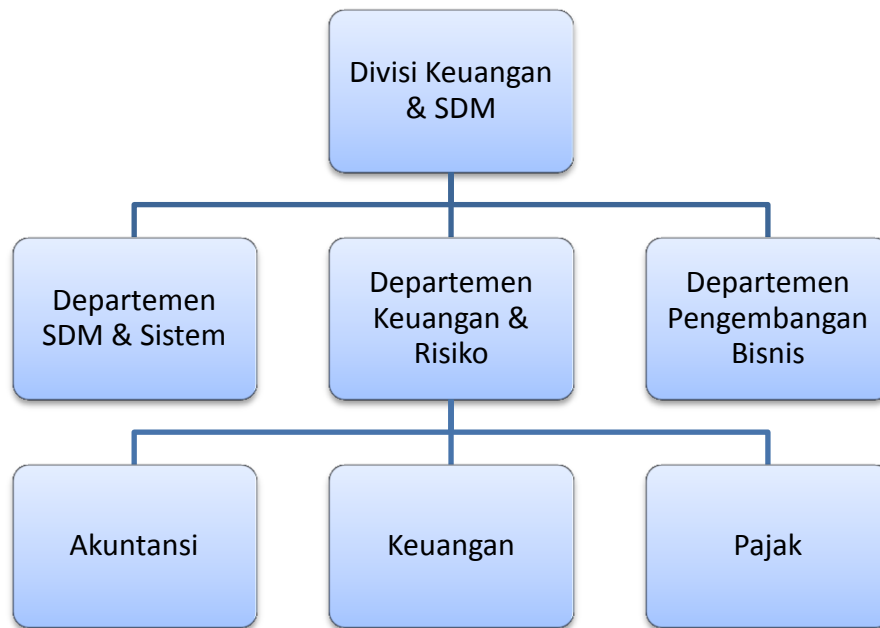 Divisi Keuangan
& SDM
Departemen
SDM & Sistem
Departemen
Keuangan &
Risiko
Departemen
Pengembangan
Bisnis
Akuntansi
Keuangan
Pajak